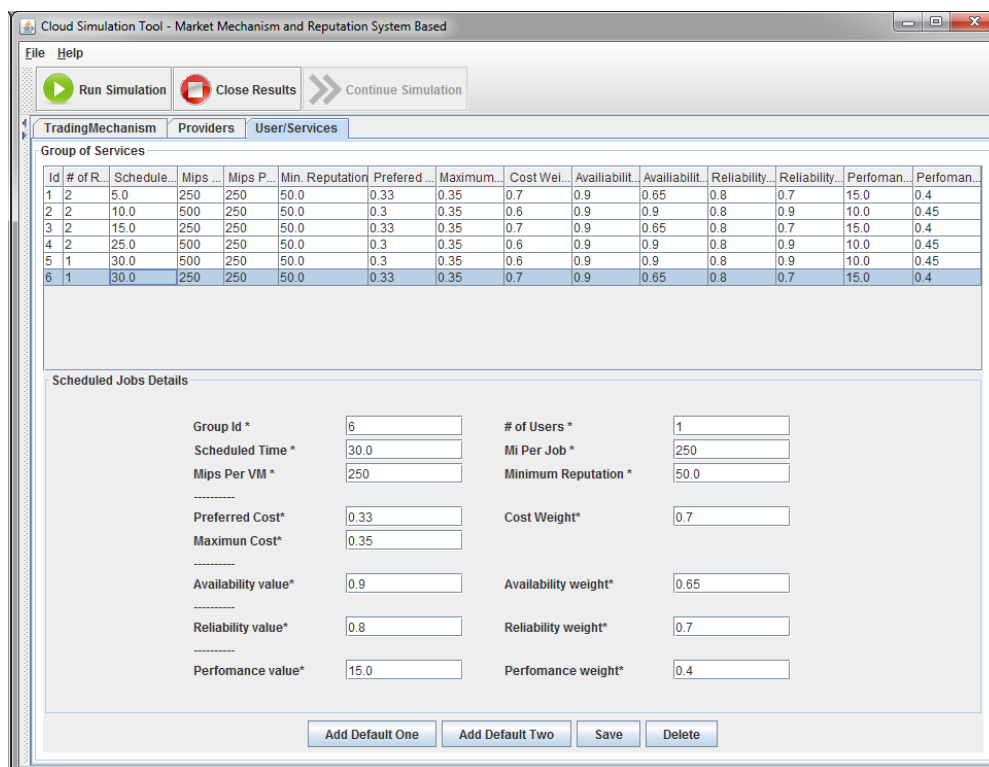 Cloud Simulation Tool - Market Mechanism and Reputation System Based
File Help
Run Simulation Close Results Continue Simulation
TradingMechanism Providers User/Services
Group of Services
Id # of R... Schedule... Mips ... Mips P... Min. Reputation Prefered ... Maximum... Cost Wei... Availiabilit... Availiabilit... Reliability... Reliability... Perfoman... Perfoman...
1 2 5.0 250 250 50.0 0.33 0.35 0.7 0.9 0.65 0.8 0.7 15.0 0.4
2 2 10.0 500 250 50.0 0.3 0.35 0.6 0.9 0.9 0.8 0.9 10.0 0.45
3 2 15.0 250 250 50.0 0.33 0.35 0.7 0.9 0.65 0.8 0.7 15.0 0.4
4 2 25.0 500 250 50.0 0.3 0.35 0.6 0.9 0.9 0.8 0.9 10.0 0.45
5 1 30.0 500 250 50.0 0.3 0.35 0.6 0.9 0.9 0.8 0.9 10.0 0.45
6 1 30.0 250 250 50.0 0.33 0.35 0.7 0.9 0.65 0.8 0.7 15.0 0.4
Scheduled Jobs Details
Group Id * 6 # of Users * 1
Scheduled Time * 30.0 Mi Per Job * 250
Mips Per VM * 250 Minimum Reputation * 50.0
----------
Preferred Cost* 0.33 Cost Weight* 0.7
Maximun Cost* 0.35
----------
Availability value* 0.9 Availability weight* 0.65
----------
Reliability value* 0.8 Reliability weight* 0.7
----------
Perfomance value* 15.0 Perfomance weight* 0.4
Add Default One Add Default Two Save Delete